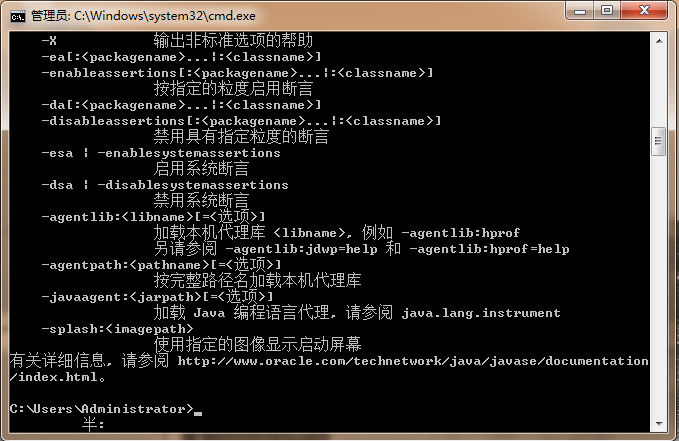 管理员: C:\Windows\system32\cmd.exe
-X 输出非标准选项的帮助
-ea[:<packagename>...|:<classname>]
-enableassertions[:<packagename>...|:<classname>]
按指定的粒度启用断言
-da[:<packagename>...|:<classname>]
-disableassertions[:<packagename>...|:<classname>]
禁用具有指定粒度的断言
-esa | -enablesystemassertions
启用系统断言
-dsa | -disablesystemassertions
禁用系统断言
-agentlib:<libname>[=<选项>]
加载本机代理库 <libname>, 例如 -agentlib:hprof
另请参阅 -agentlib:jdwp=help 和 -agentlib:hprof=help
-agentpath:<pathname>[=<选项>]
按完整路径名加载本机代理库
-javaagent:<jarpath>[=<选项>]
加载 Java 编程语言代理, 请参阅 java.lang.instrument
-splash:<imagepath>
使用指定的图像显示启动屏幕
有关详细信息, 请参阅 http://www.oracle.com/technetwork/java/javase/documentation
/index.html。
C:\Users\Administrator>_
半: